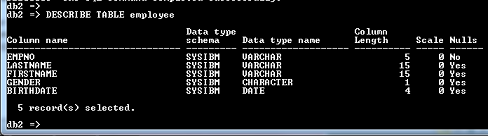 db2 =>
db2 => DESCRIBE TABLE employee
Data type Column
Column name schema Data type name Length Scale Nulls
EMPNO SYSIBM VARCHAR 5 0 No
LASTNAME SYSIBM VARCHAR 15 0 Yes
FIRSTNAME SYSIBM VARCHAR 15 0 Yes
GENDER SYSIBM CHARACTER 1 0 Yes
BIRTHDATE SYSIBM DATE 4 0 Yes
5 record(s) selected.
db2 =>